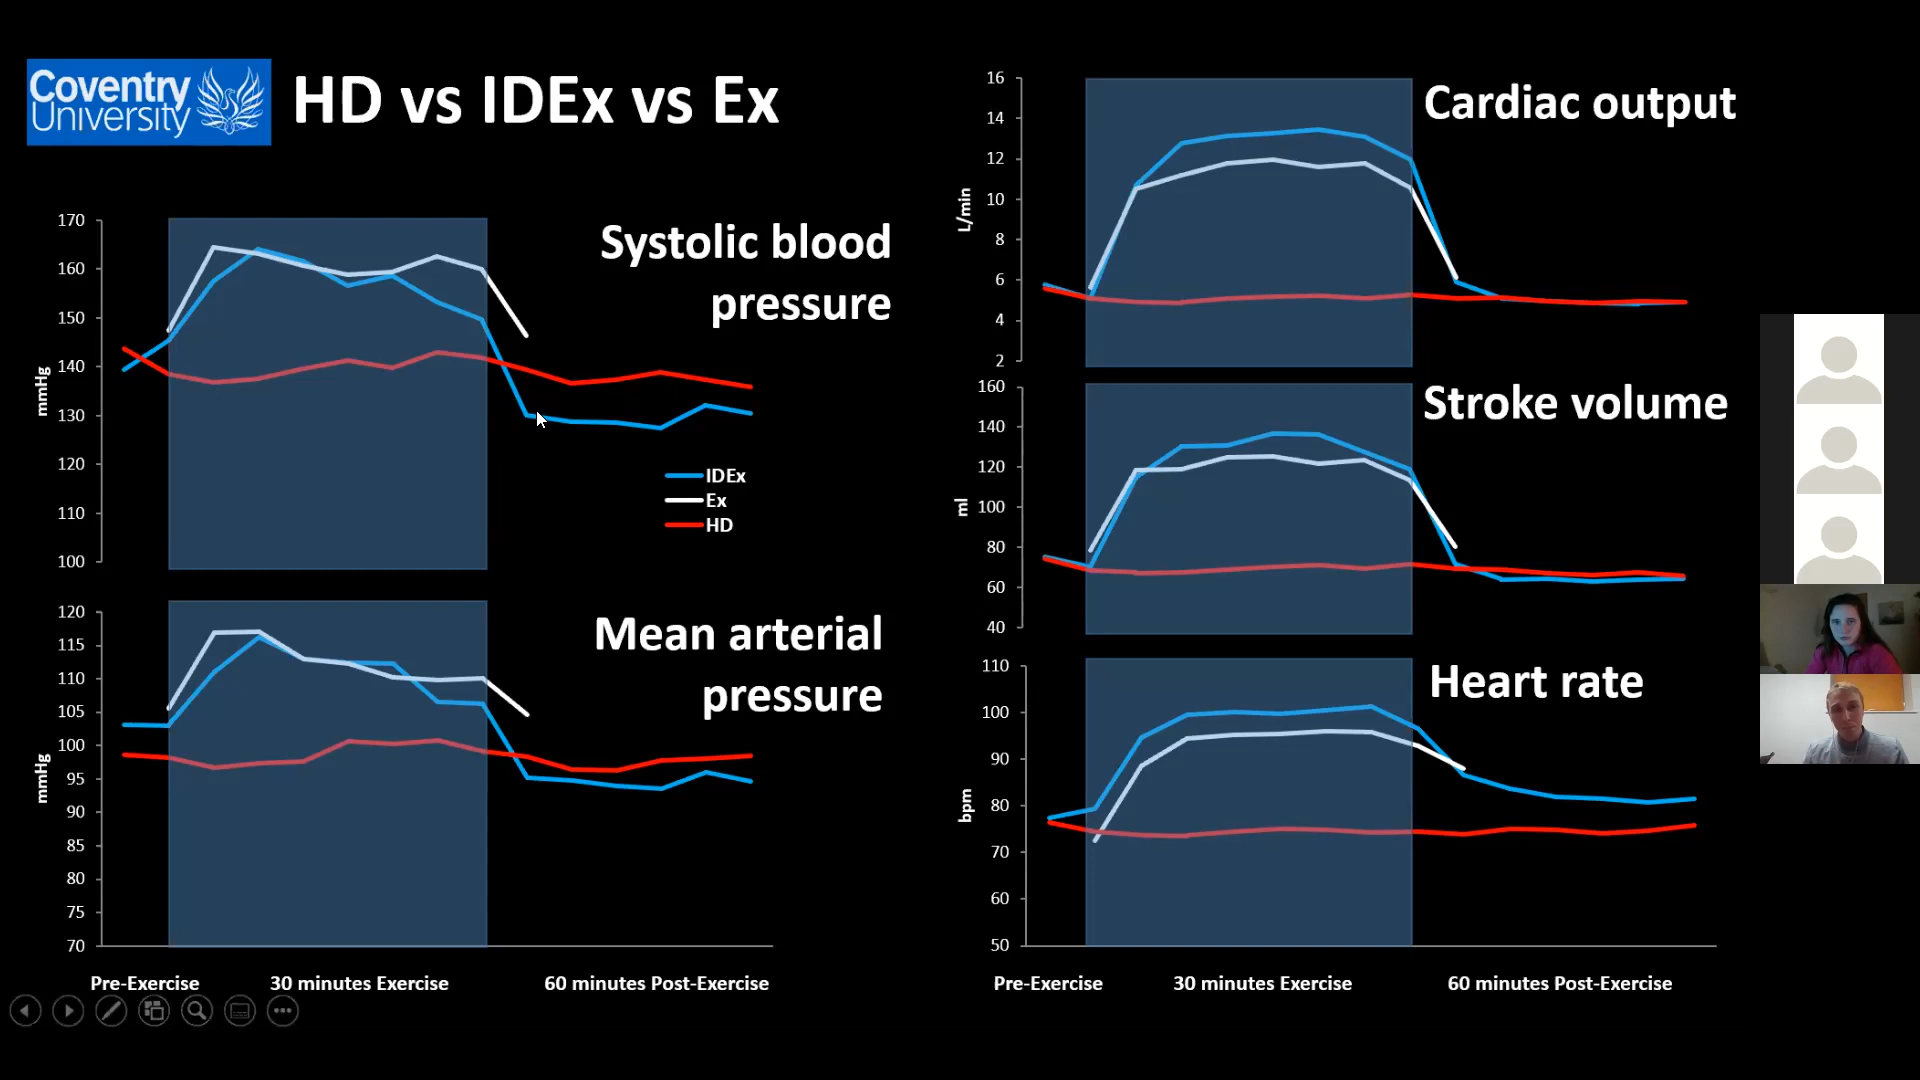 Coventry
University
HD vs IDEx vs Ex
Systolic blood
pressure
170
160
150
140
130
120
110
100
mmHg
IDEx
Ex
HD
Mean arterial
pressure
120
115
110
105
100
95
90
85
80
75
70
mmHg
Pre-Exercise
30 minutes Exercise
60 minutes Post-Exercise
Cardiac output
16
14
12
10
8
6
4
2
L/min
Stroke volume
160
140
120
100
80
60
40
ml
Heart rate
110
100
90
80
70
60
50
bpm
Pre-Exercise
30 minutes Exercise
60 minutes Post-Exercise